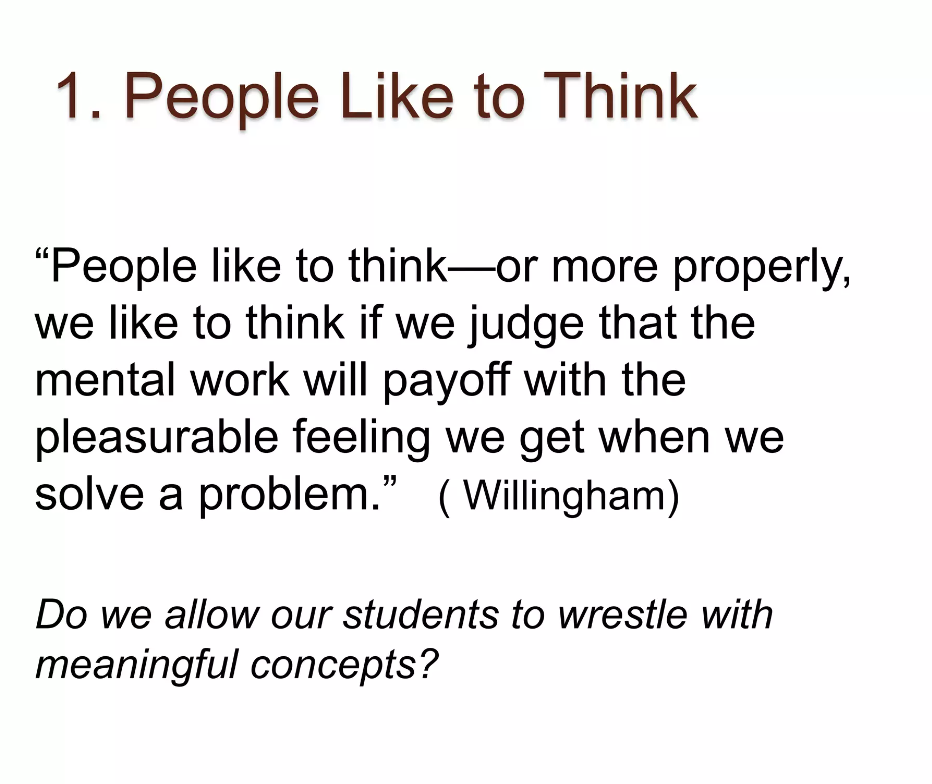 1. People Like to Think
“People like to think—or more properly,
we like to think if we judge that the
mental work will payoff with the
pleasurable feeling we get when we
solve a problem.” ( Willingham)
Do we allow our students to wrestle with
meaningful concepts?